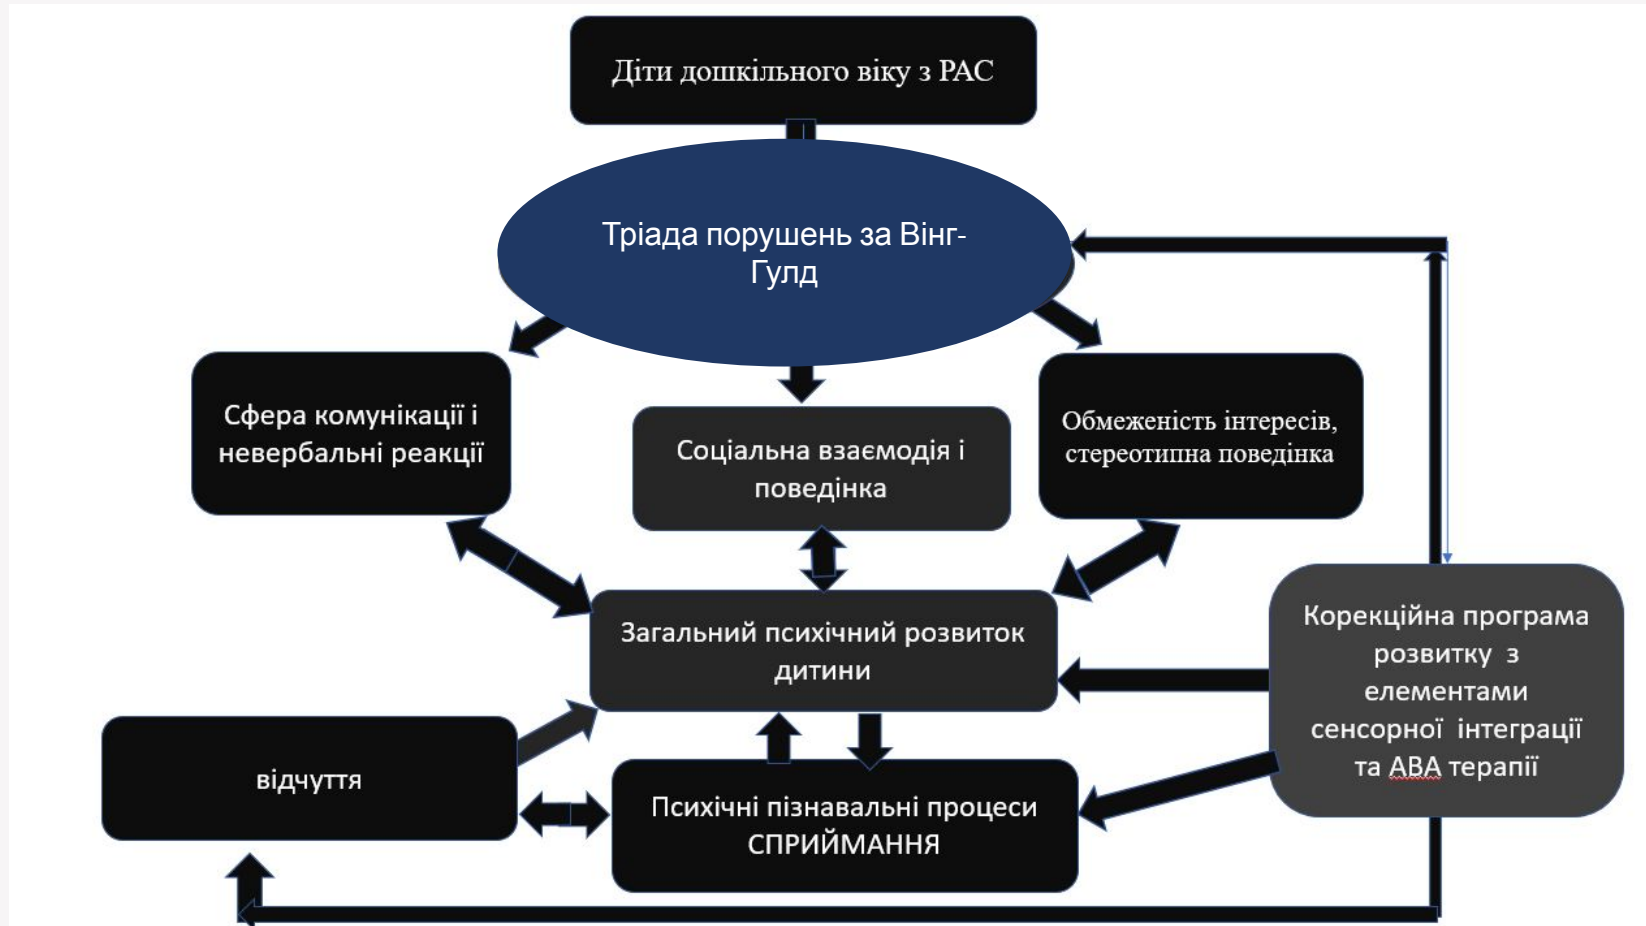 Діти дошкільного віку з РАС
Тріада порушень за Вінг-
Гулд
Сфера комунікації і
невербальні реакції
Соціальна взаємодія і
поведінка
Обмеженість інтересів,
стереотипна поведінка
Загальний психічний розвиток
дитини
Корекційна програма
розвитку з
елементами
сенсорної інтеграції
та АВА терапії
відчуття
Психічні пізнавальні процеси
СПРИЙМАННЯ